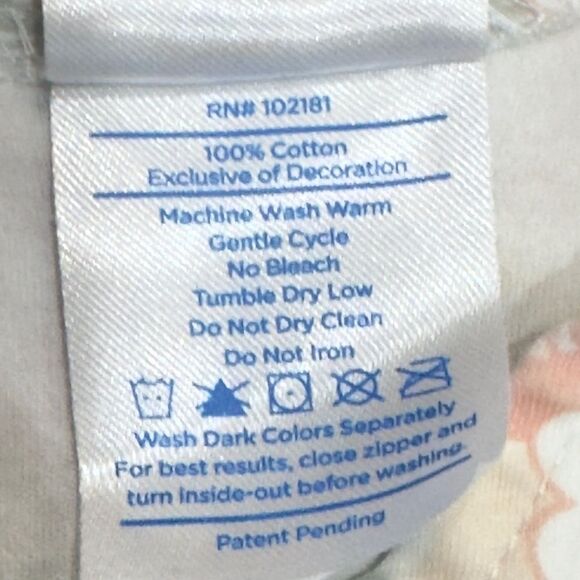 RN# 102181
100% Cotton
Exclusive of Decoration
Machine Wash Warm
Gentle Cycle
No Bleach
Tumble Dry Low
Do Not Dry Clean
Do Not Iron
Wash Dark Colors Separately
For best results, close zipper and
turn inside-out before washing.
Patent Pending